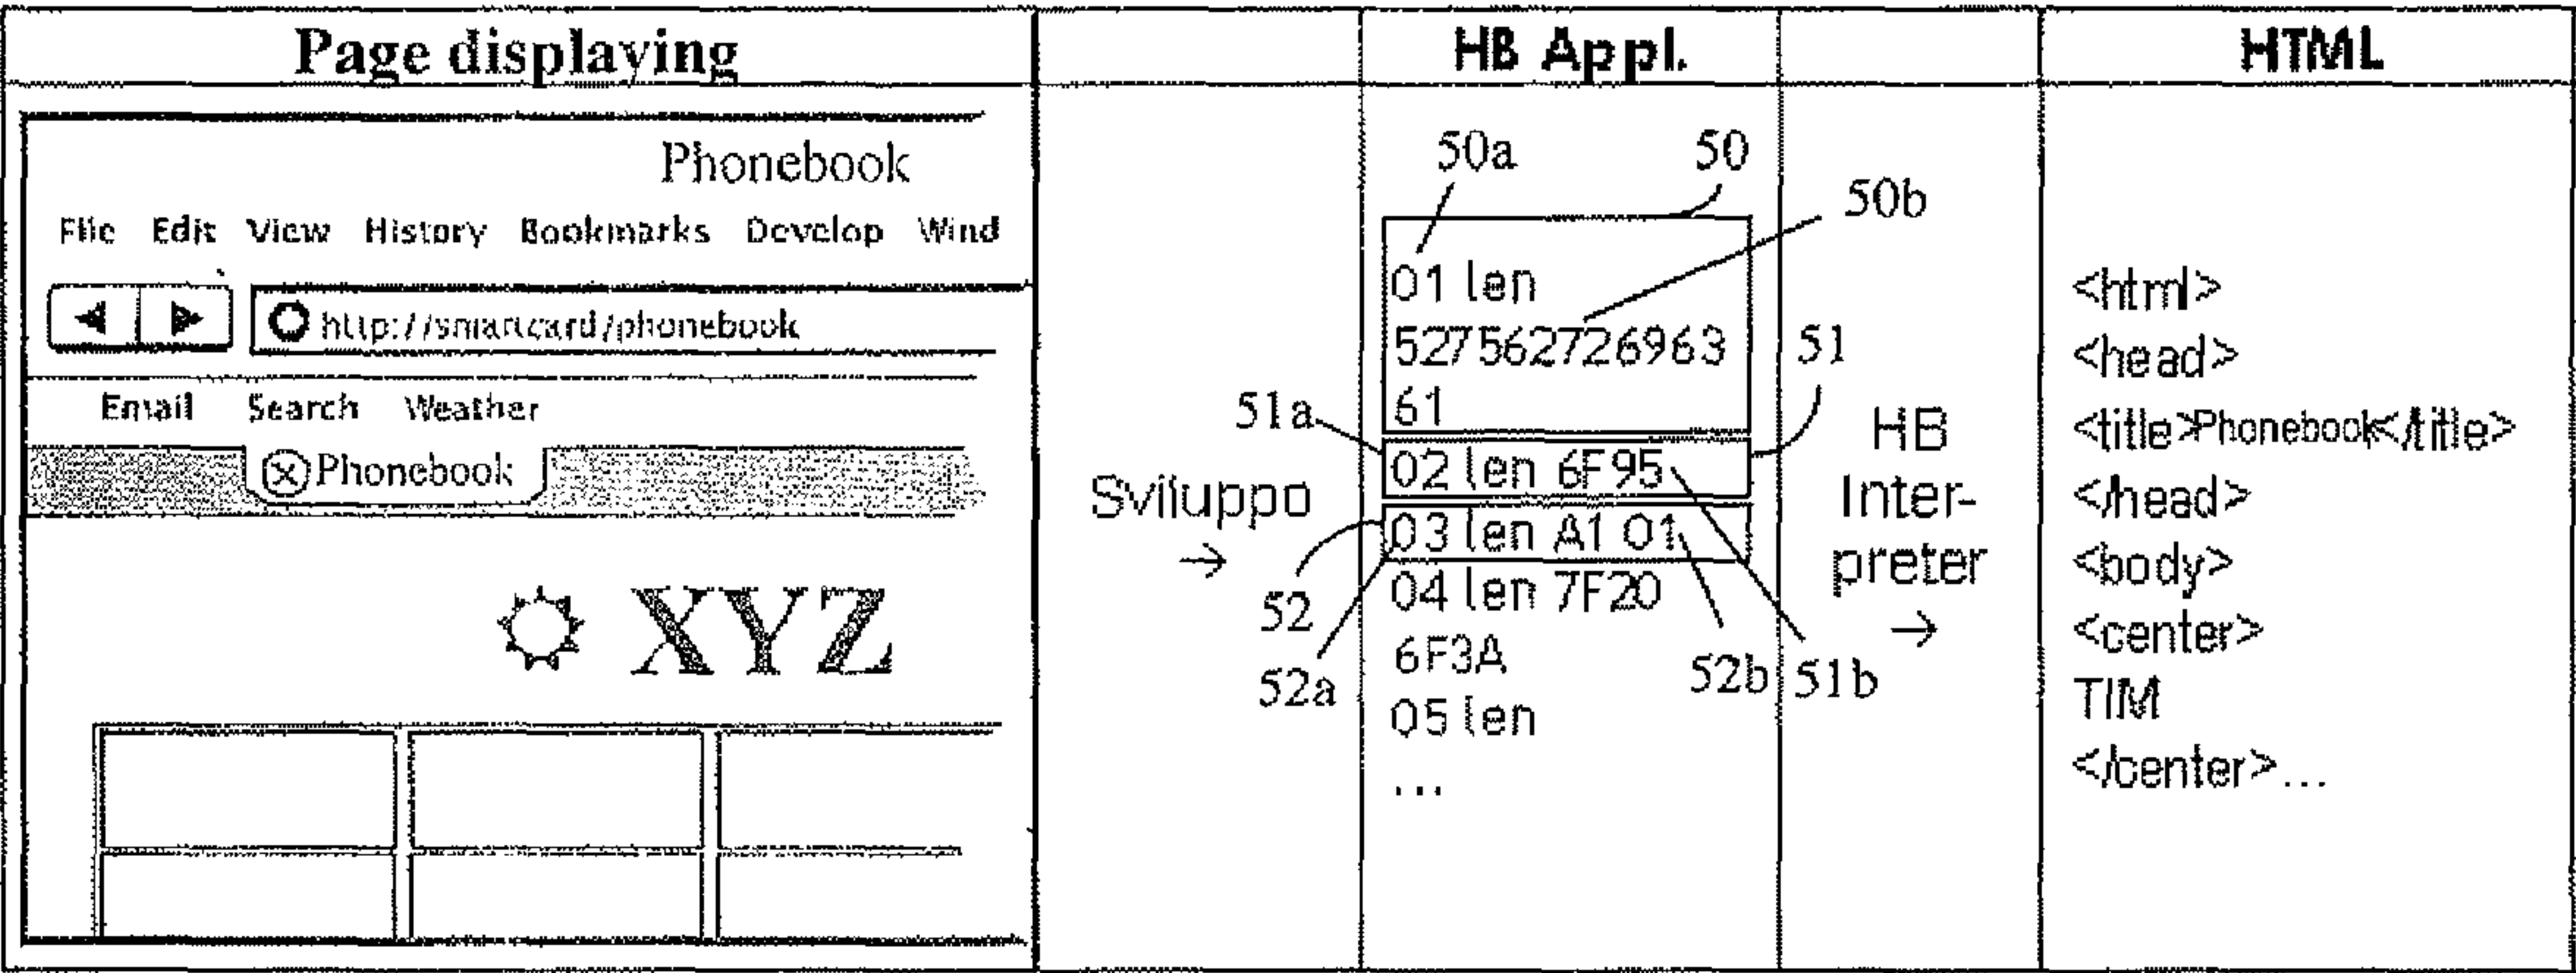 Page displaying
HB Appl.
HTML
Phonebook
File Edit View History Bookmarks Develop Wind
http://smartcard/phonebook
Email Search Weather
Phonebook
XYZ
Sviluppo
→
50a
50
50b
01 len
527562726963
61
51
51a
02 len 6F95
03 len A1 01
04 len 7F20
6F3A
05 len
...
52
52a
52b
51b
HB
Inter-
preter
→
<html>
<head>
<title>Phonebook</title>
</head>
<body>
<center>
TIM
</center>...